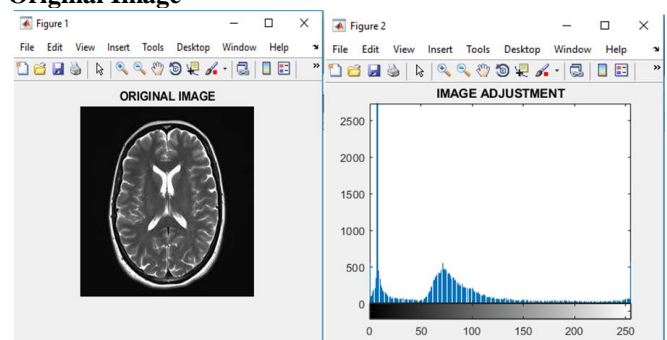 Original Image
Figure 1
File Edit View Insert Tools Desktop Window Help
ORIGINAL IMAGE
Figure 2
File Edit View Insert Tools Desktop Window Help
IMAGE ADJUSTMENT
2500
2000
1500
1000
500
0
0 50 100 150 200 250